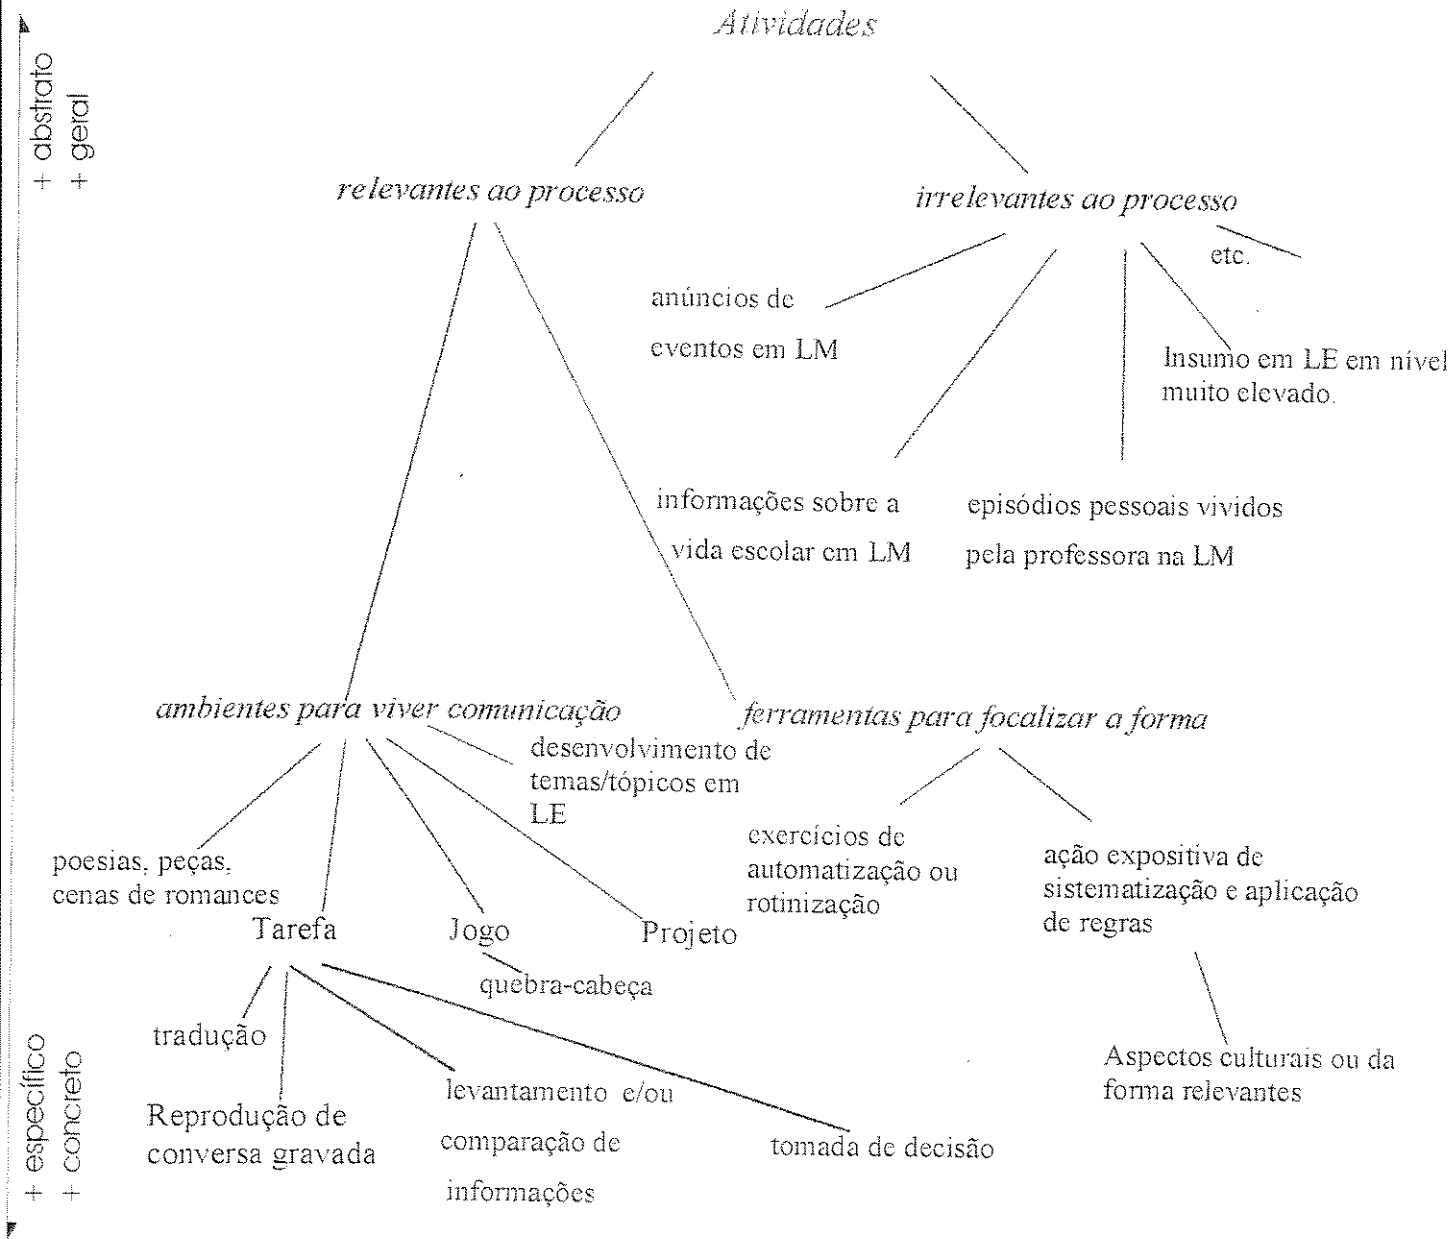 Atividades
+ abstrato
+ geral
relevantes ao processo
irrelevantes ao processo
etc.
anúncios de
eventos em LM
Insumo em LE em nível
muito elevado.
informações sobre a
vida escolar em LM
episódios pessoais vividos
pela professora na LM
ambientes para viver comunicação
ferramentas para focalizar a forma
desenvolvimento de
temas/tópicos em
LE
poesias, peças,
cenas de romances
exercícios de
automatização ou
rotinização
ação expositiva de
sistematização e aplicação
de regras
Tarefa
Jogo
Projeto
quebra-cabeça
tradução
Reprodução de
conversa gravada
levantamento e/ou
comparação de
informações
tomada de decisão
Aspectos culturais ou da
forma relevantes
+ específico
+ concreto